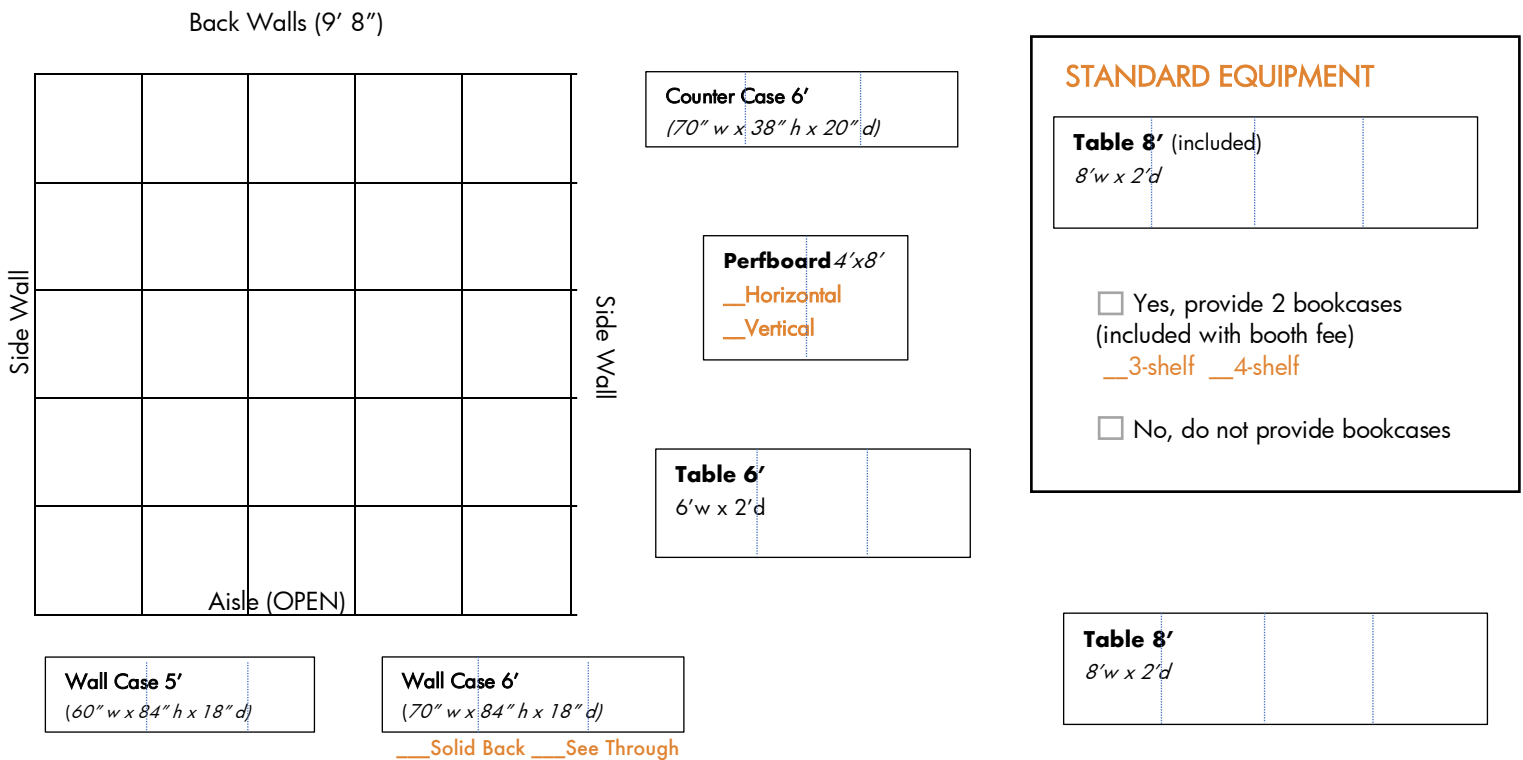 Back Walls (9’ 8”)
Side Wall
Side Wall
Aisle (OPEN)
Counter Case 6’
(70” w x 38” h x 20” d)
Perfboard 4’x8’
__Horizontal
__Vertical
Table 6’
6’w x 2’d
Wall Case 5’
(60” w x 84” h x 18” d)
Wall Case 6’
(70” w x 84” h x 18” d)
___Solid Back ___See Through
STANDARD EQUIPMENT
Table 8’ (included)
8’w x 2’d
Yes, provide 2 bookcases
(included with booth fee)
__3-shelf __4-shelf
No, do not provide bookcases
Table 8’
8’w x 2’d